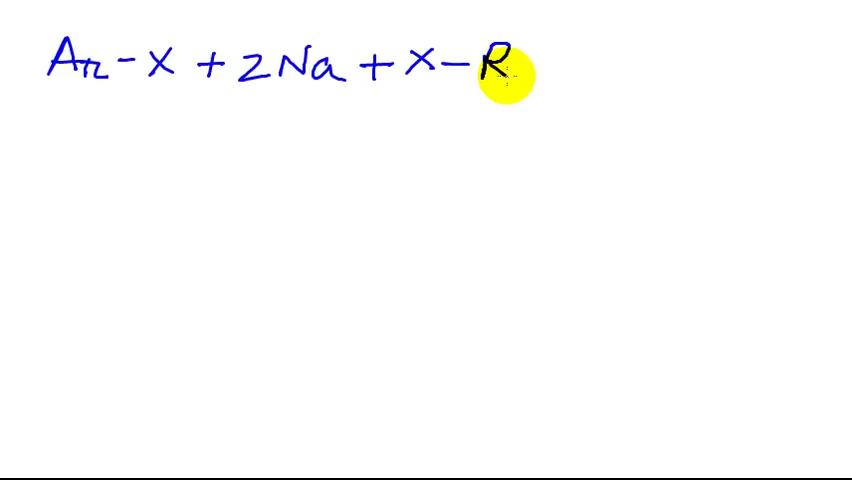 Ar - X + 2Na + X - R